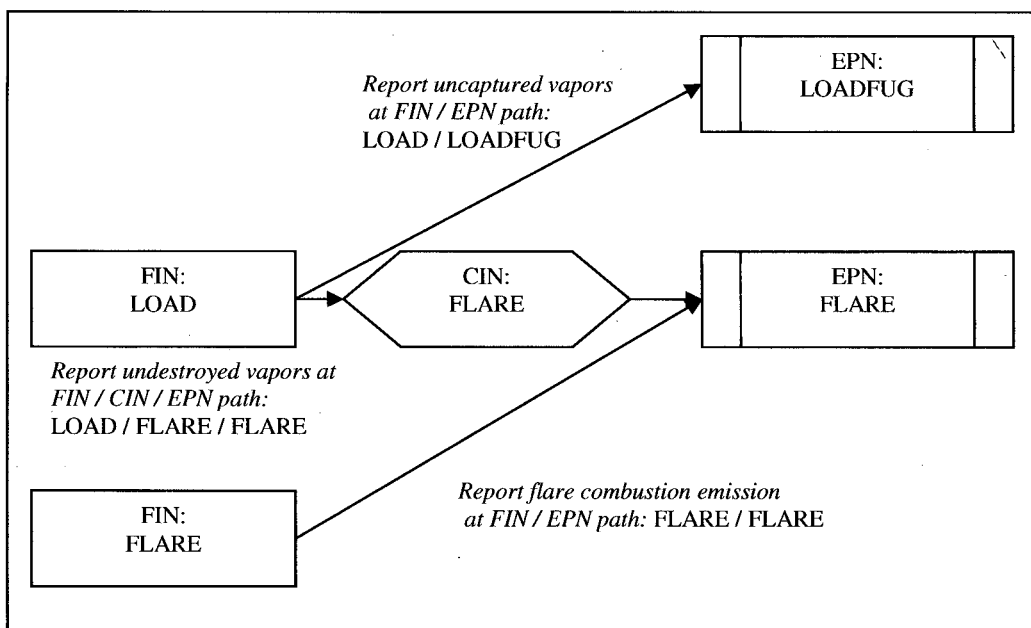 EPN:
LOADFUG
Report uncaptured vapors
at FIN / EPN path:
LOAD / LOADFUG
FIN:
LOAD
CIN:
FLARE
EPN:
FLARE
Report undestroyed vapors at
FIN / CIN / EPN path:
LOAD / FLARE / FLARE
FIN:
FLARE
Report flare combustion emission
at FIN / EPN path: FLARE / FLARE